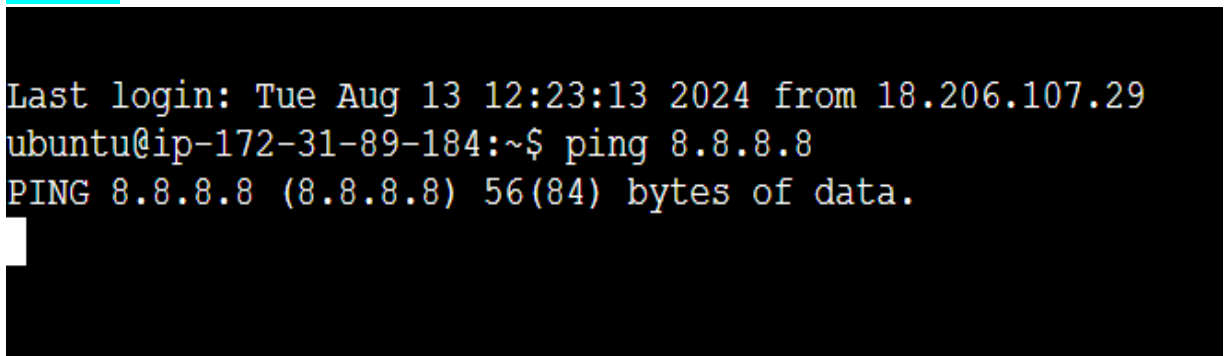 Last login: Tue Aug 13 12:23:13 2024 from 18.206.107.29
ubuntu@ip-172-31-89-184:~$ ping 8.8.8.8
PING 8.8.8.8 (8.8.8.8) 56(84) bytes of data.